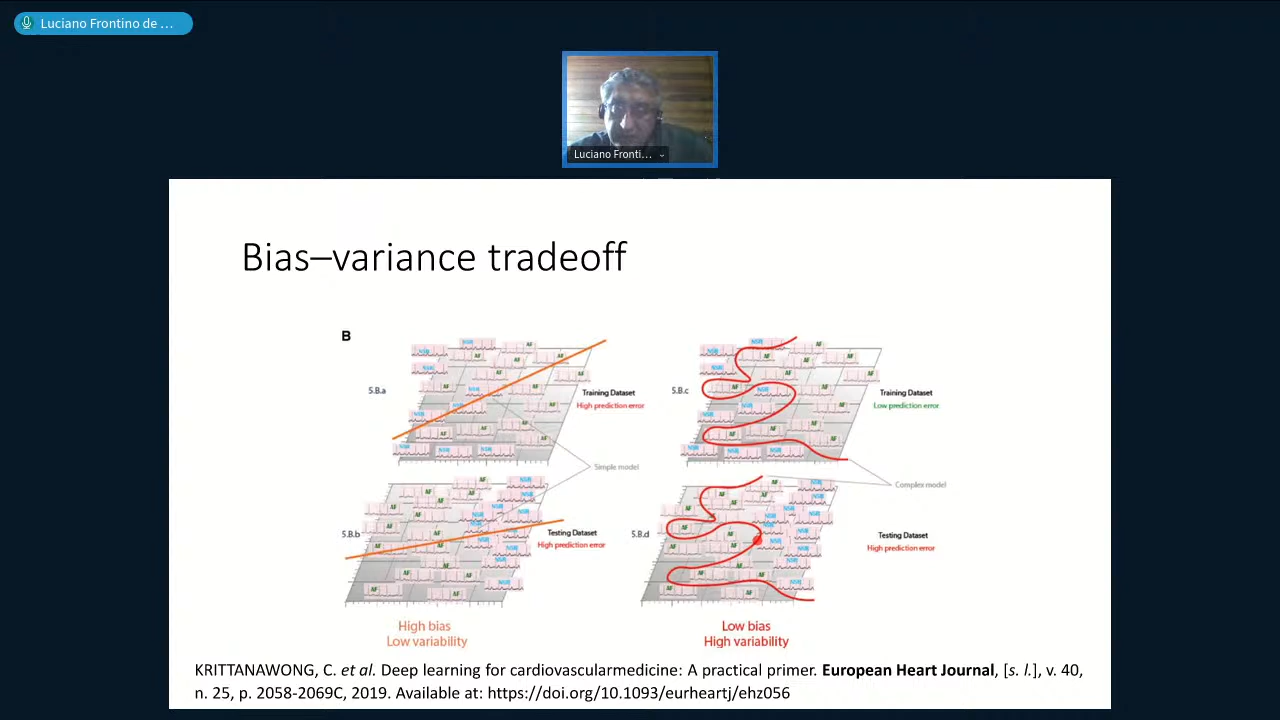 Luciano Frontino de ...
Luciano Fronti...
Bias–variance tradeoff
B
5.B.a
Training Dataset
High prediction error
5.B.c
Training Dataset
Low prediction error
Simple model
Complex model
5.B.b
Testing Dataset
High prediction error
5.B.d
Testing Dataset
High prediction error
High bias
Low variability
Low bias
High variability
KRITTANAWONG, C. et al. Deep learning for cardiovascularmedicine: A practical primer. European Heart Journal, [s. l.], v. 40,
n. 25, p. 2058-2069C, 2019. Available at: https://doi.org/10.1093/eurheartj/ehz056